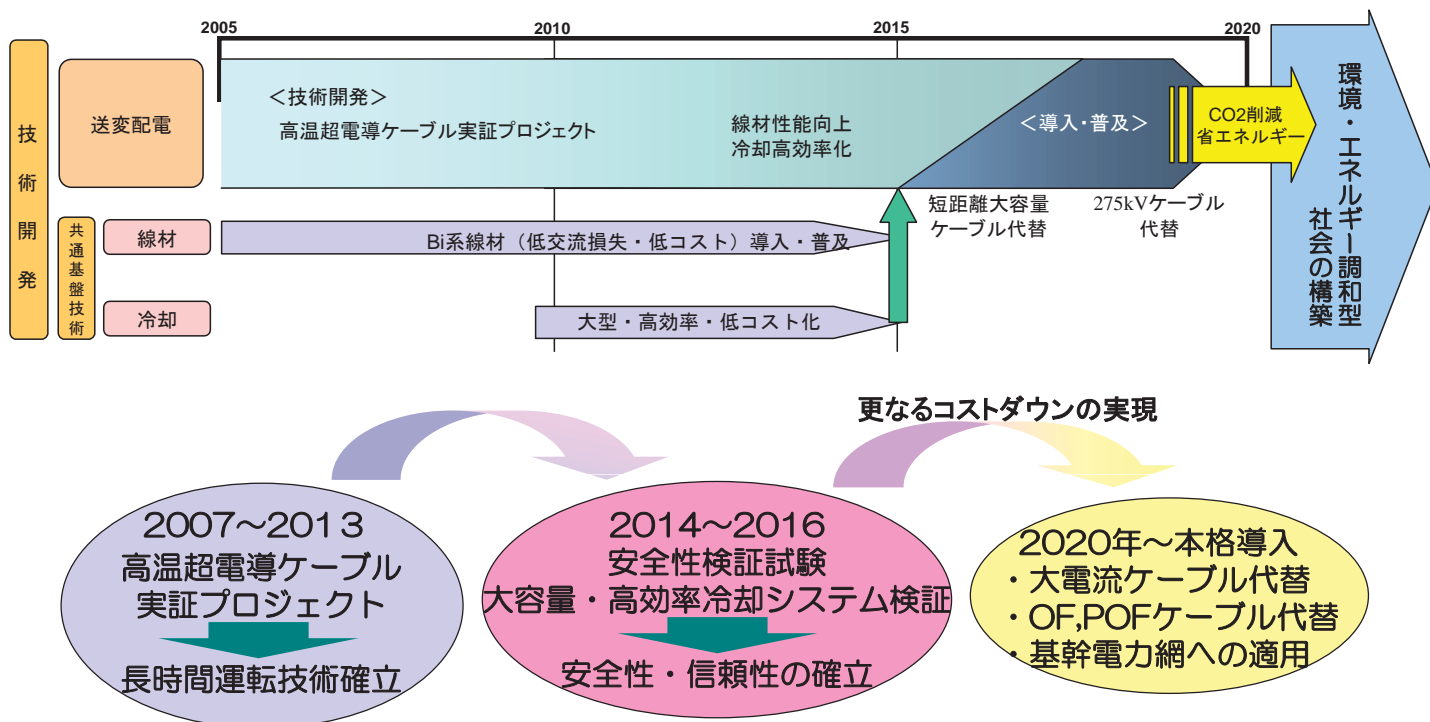 2005
2010
2015
2020
技術開発
送変配電
＜技術開発＞
高温超電導ケーブル実証プロジェクト
線材性能向上
冷却高効率化
＜導入・普及＞
CO2削減
省エネルギー
環境・エネルギー調和型
社会の構築
短距離大容量
ケーブル代替
275kVケーブル
代替
共通基盤技術
線材
Bi系線材（低交流損失・低コスト）導入・普及
冷却
大型・高効率・低コスト化
更なるコストダウンの実現
2007～2013
高温超電導ケーブル
実証プロジェクト
長時間運転技術確立
2014～2016
安全性検証試験
大容量・高効率冷却システム検証
安全性・信頼性の確立
2020年～本格導入
・大電流ケーブル代替
・OF,POFケーブル代替
・基幹電力網への適用